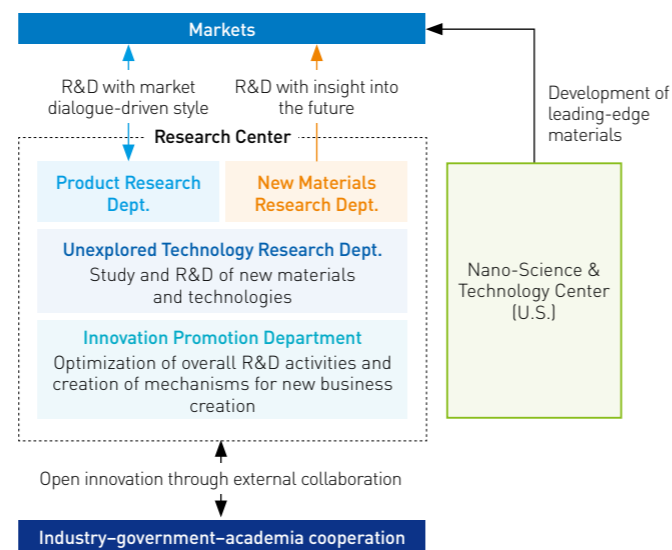 Markets
R&D with market
dialogue-driven style
R&D with insight into
the future
Development of
leading-edge
materials
Research Center
Product Research
Dept.
New Materials
Research Dept.
Unexplored Technology Research Dept.
Study and R&D of new materials
and technologies
Innovation Promotion Department
Optimization of overall R&D activities and
creation of mechanisms for new business
creation
Nano-Science &
Technology Center
(U.S.)
Open innovation through external collaboration
Industry–government–academia cooperation